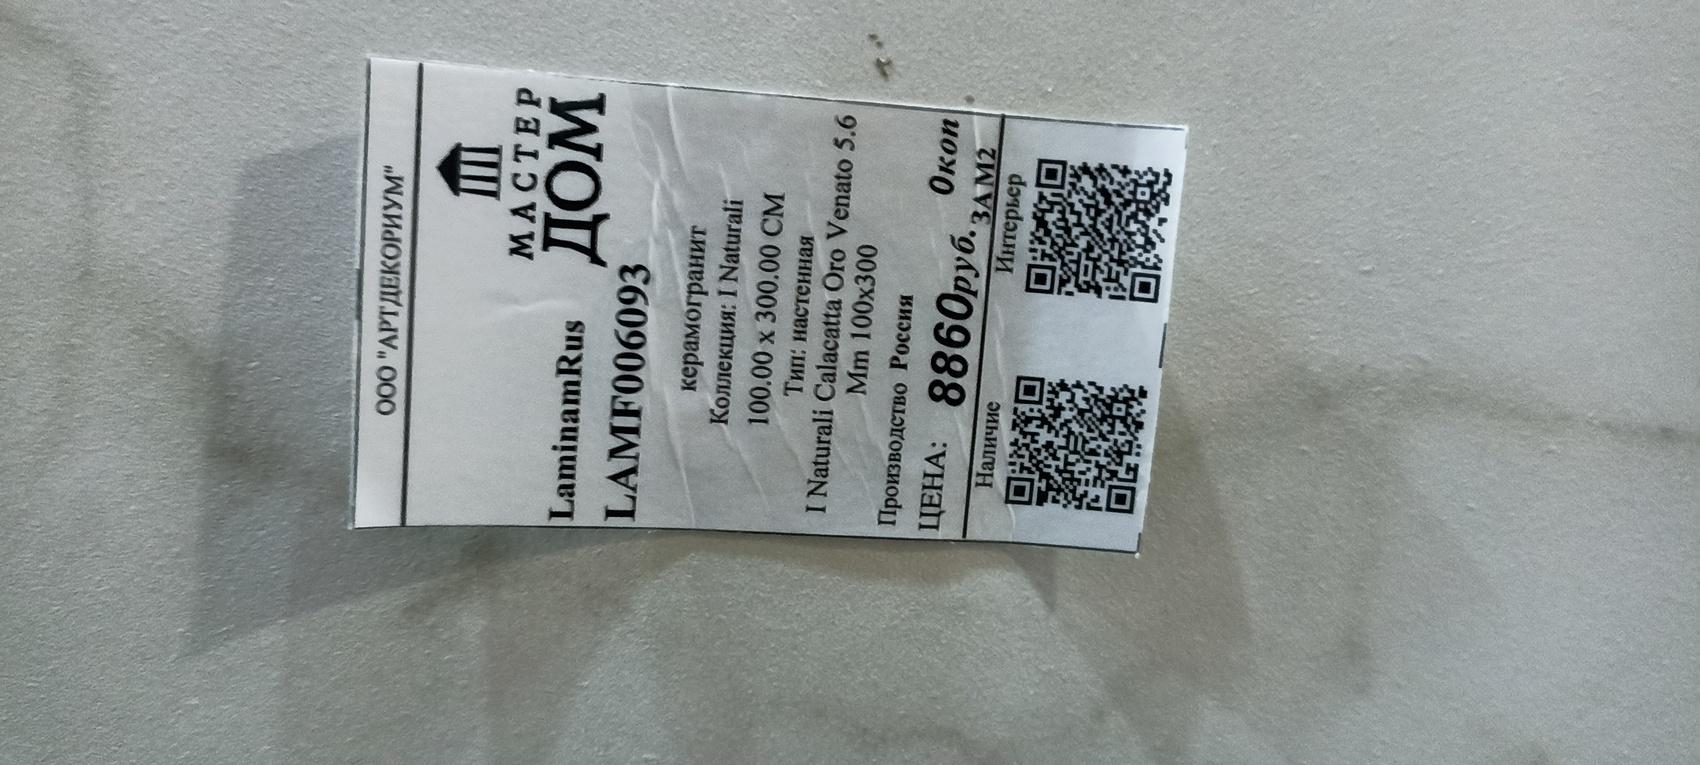 ООО "АРТДЕКОРИУМ"
МАСТЕР
ДОМ
LaminamRus
LAMF006093
керамогранит
Коллекция: I Naturali
100.00 x 300.00 СМ
Тип: настенная
I Naturali Calacatta Oro Venato 5.6
Mm 100x300
Производство Россия
ЦЕНА: 8860руб. 0коп
ЗА М2
Наличие Интерьер